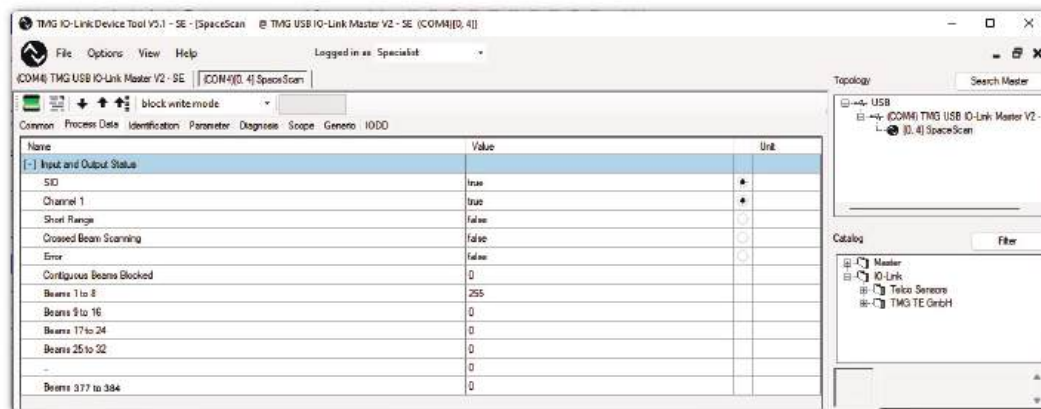 TMG IO-Link Device Tool V5.1 - SE - [SpaceScan @ TMG USB IO-Link Master V2 - SE (COM4)[0, 4]]
File Options View Help Logged in as Specialist
(COM4) TMG USB IO-Link Master V2 - SE (COM4)[0, 4] SpaceScan
block write mode
Common Process Data Identification Parameter Diagnosis Scope Generic IODD
Name Value Unit
[-] Input and Output Status
SIO true
Channel 1 true
Short Range false
Crossed Beam Scanning false
Error false
Contiguous Beams Blocked 0
Beams 1 to 8 255
Beams 9 to 16 0
Beams 17 to 24 0
Beams 25 to 32 0
.. 0
Beams 377 to 384 0
Topology Search Master
USB
(COM4) TMG USB IO-Link Master V2 -
[0, 4] SpaceScan
Catalog Filter
Master
IO-Link
Telco Sensors
TMG TE GmbH